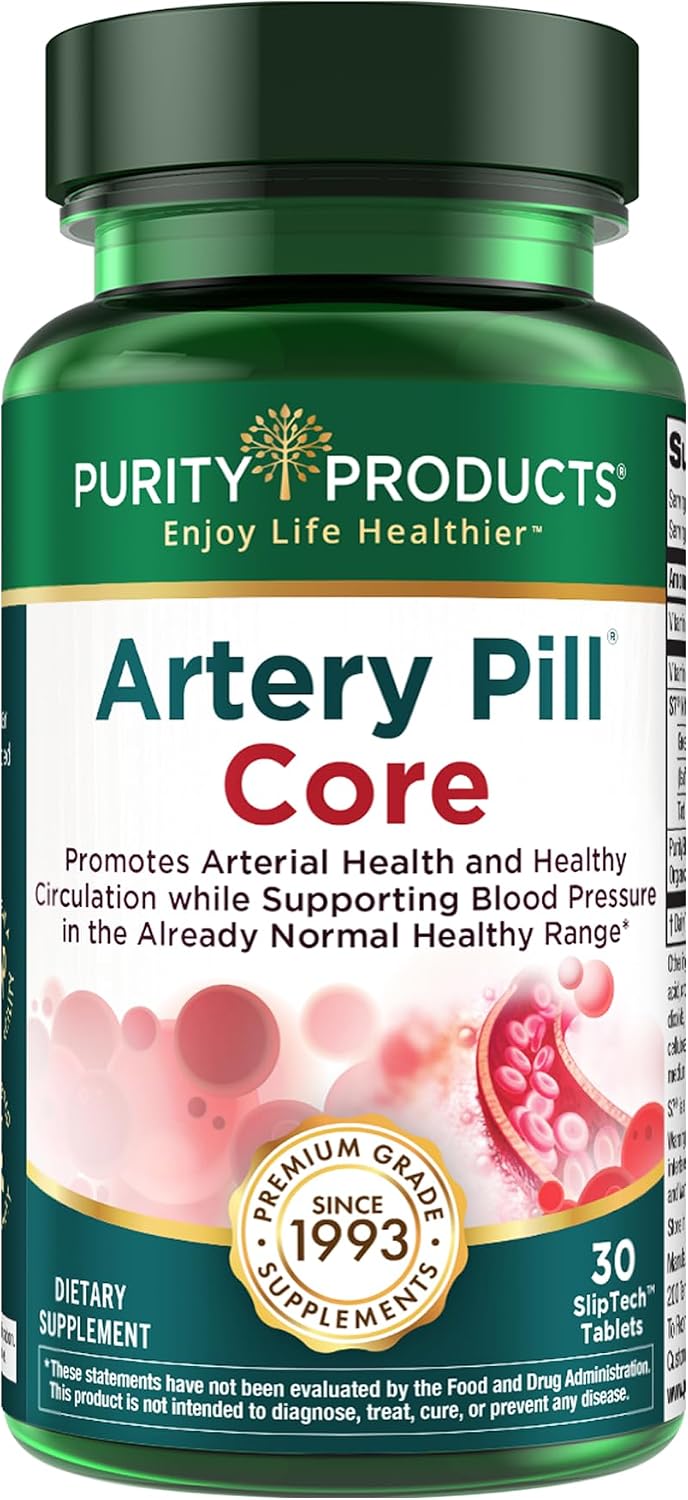 PURITY PRODUCTS®
Enjoy Life Healthier™
Artery Pill®
Core
Promotes Arterial Health and Healthy
Circulation while Supporting Blood Pressure
in the Already Normal Healthy Range*
PREMIUM GRADE
SINCE
1993
SUPPLEMENTS
DIETARY
SUPPLEMENT
30
SlipTech™
Tablets
*These statements have not been evaluated by the Food and Drug Administration.
This product is not intended to diagnose, treat, cure, or prevent any disease.